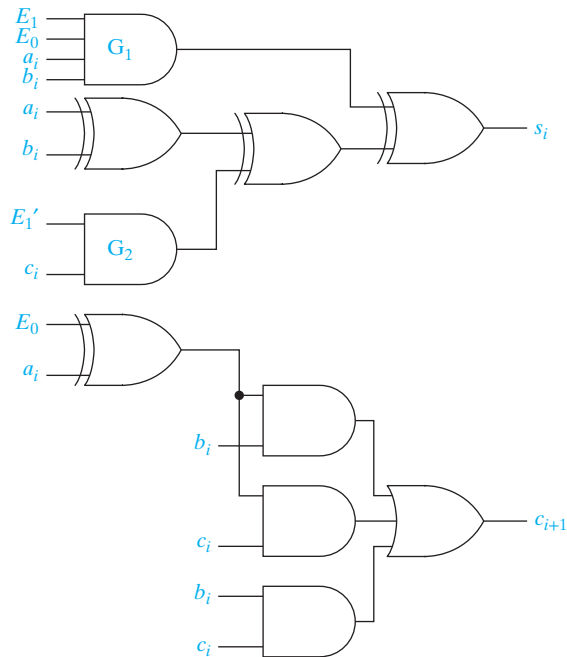 E₁
E₀
aᵢ
bᵢ
G₁
aᵢ
bᵢ
sᵢ
E₁′
cᵢ
G₂
E₀
aᵢ
bᵢ
cᵢ
cᵢ₊₁
bᵢ
cᵢ